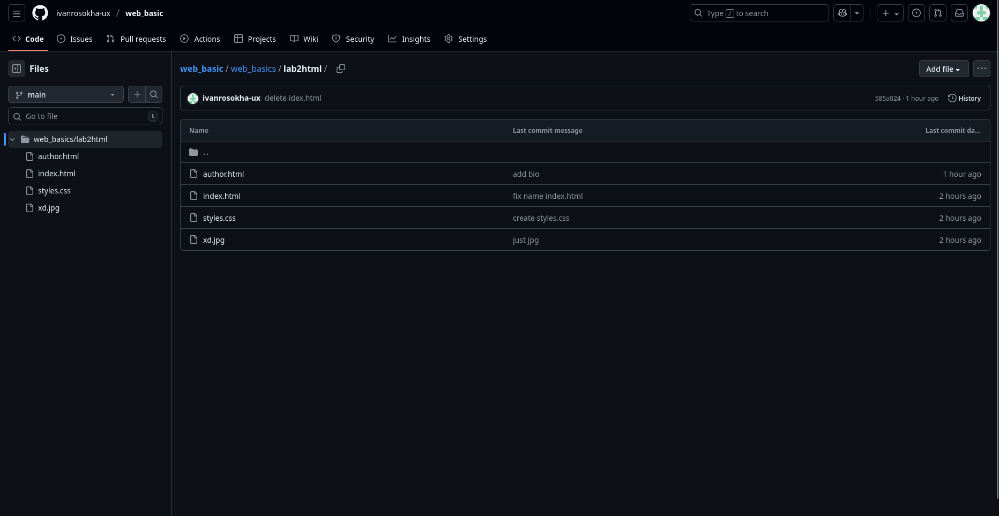 ivanrosokha-ux / web_basic
Type / to search
Code Issues Pull requests Actions Projects Wiki Security Insights Settings
Files
main
Go to file t
web_basics/lab2html
author.html
index.html
styles.css
xd.jpg
web_basic / web_basics / lab2html /
Add file
ivanrosokha-ux delete idex.html 585a024 · 1 hour ago History
Name Last commit message Last commit da...
..
author.html add bio 1 hour ago
index.html fix name index.html 2 hours ago
styles.css create styles.css 2 hours ago
xd.jpg just jpg 2 hours ago